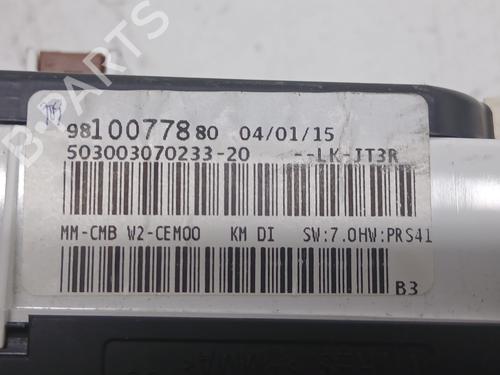 B-PARTS
9810077880 04/01/15
503003070233-20 --LK-JT3R
MM-CMB W2-CEM00 KM DI SW:7.0HW:PRS41
B3